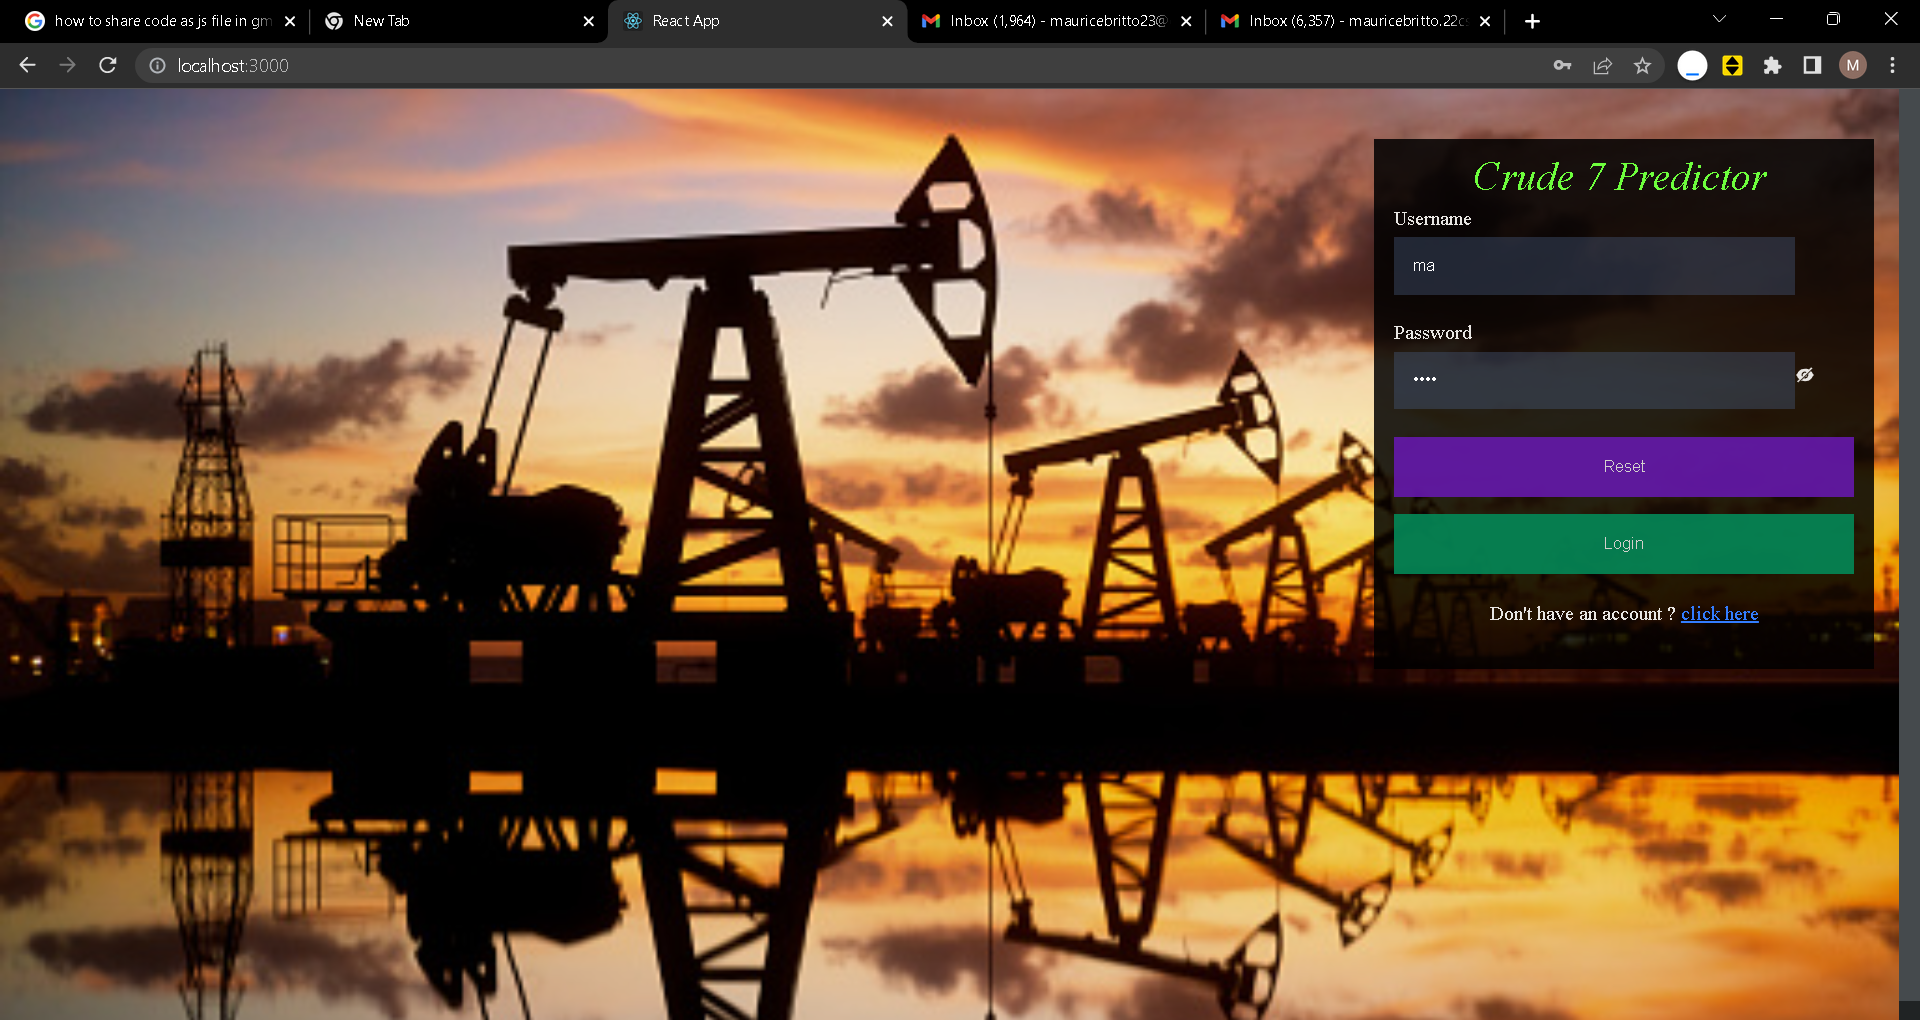 how to share code as js file in gm
New Tab
React App
Inbox (1,964) - mauricebritto23@
Inbox (6,357) - mauricebritto.22cs
localhost:3000
M
Crude 7 Predictor
Username
ma
Password
••••
Reset
Login
Don't have an account ? click here